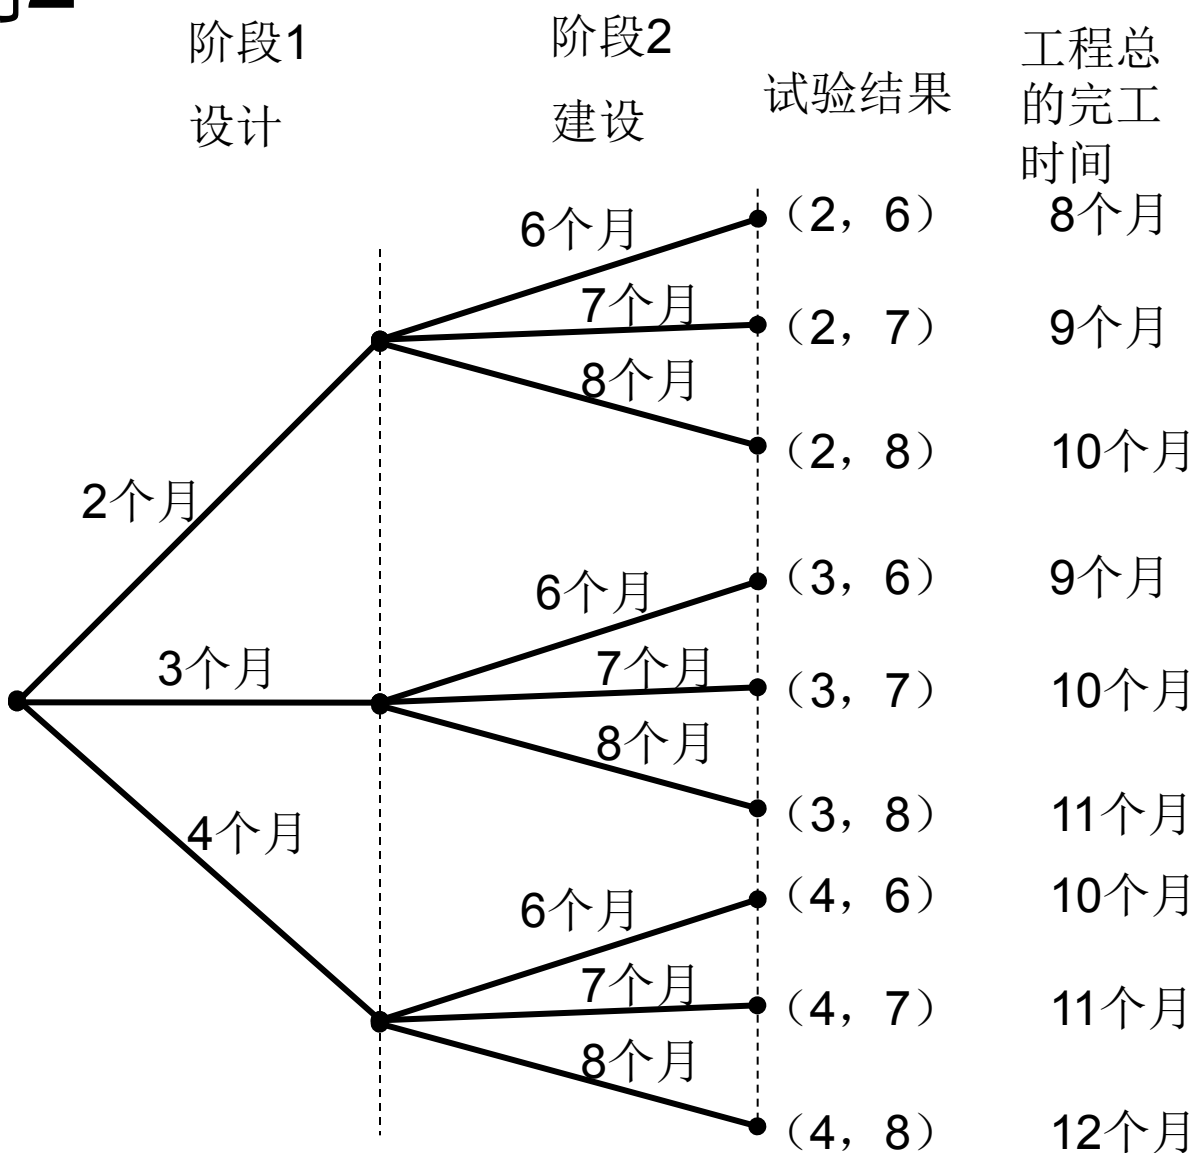 阶段1
设计
阶段2
建设
试验结果
工程总
的完工
时间
2个月
3个月
4个月
6个月
7个月
8个月
6个月
7个月
8个月
6个月
7个月
8个月
（2，6） 8个月
（2，7） 9个月
（2，8） 10个月
（3，6） 9个月
（3，7） 10个月
（3，8） 11个月
（4，6） 10个月
（4，7） 11个月
（4，8） 12个月